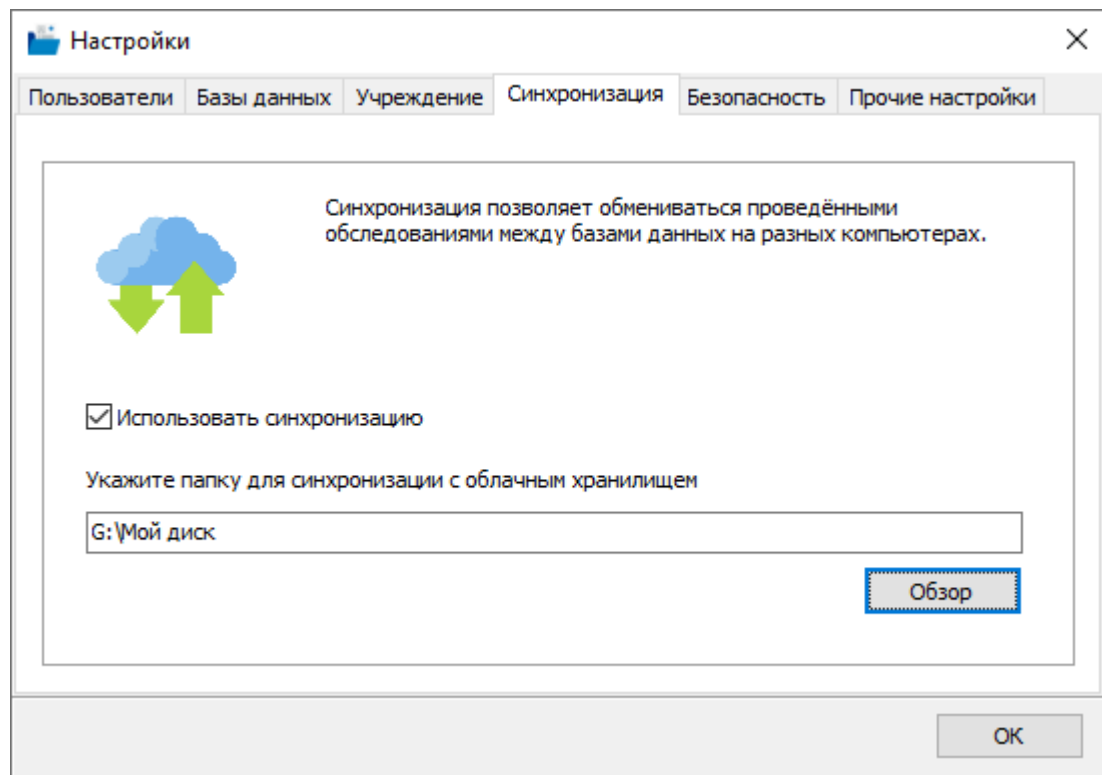 Настройки
Пользователи Базы данных Учреждение Синхронизация Безопасность Прочие настройки
Синхронизация позволяет обмениваться проведёнными
обследованиями между базами данных на разных компьютерах.
Использовать синхронизацию
Укажите папку для синхронизации с облачным хранилищем
G:\Мой диск
Обзор
OK